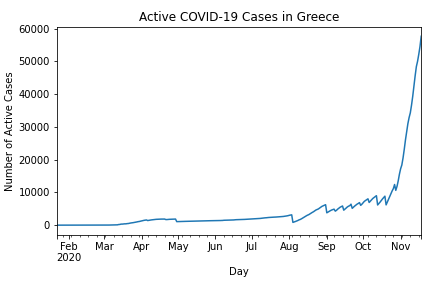 Active COVID-19 Cases in Greece
Number of Active Cases
60000
50000
40000
30000
20000
10000
0
Feb Mar Apr May Jun Jul Aug Sep Oct Nov
2020
Day